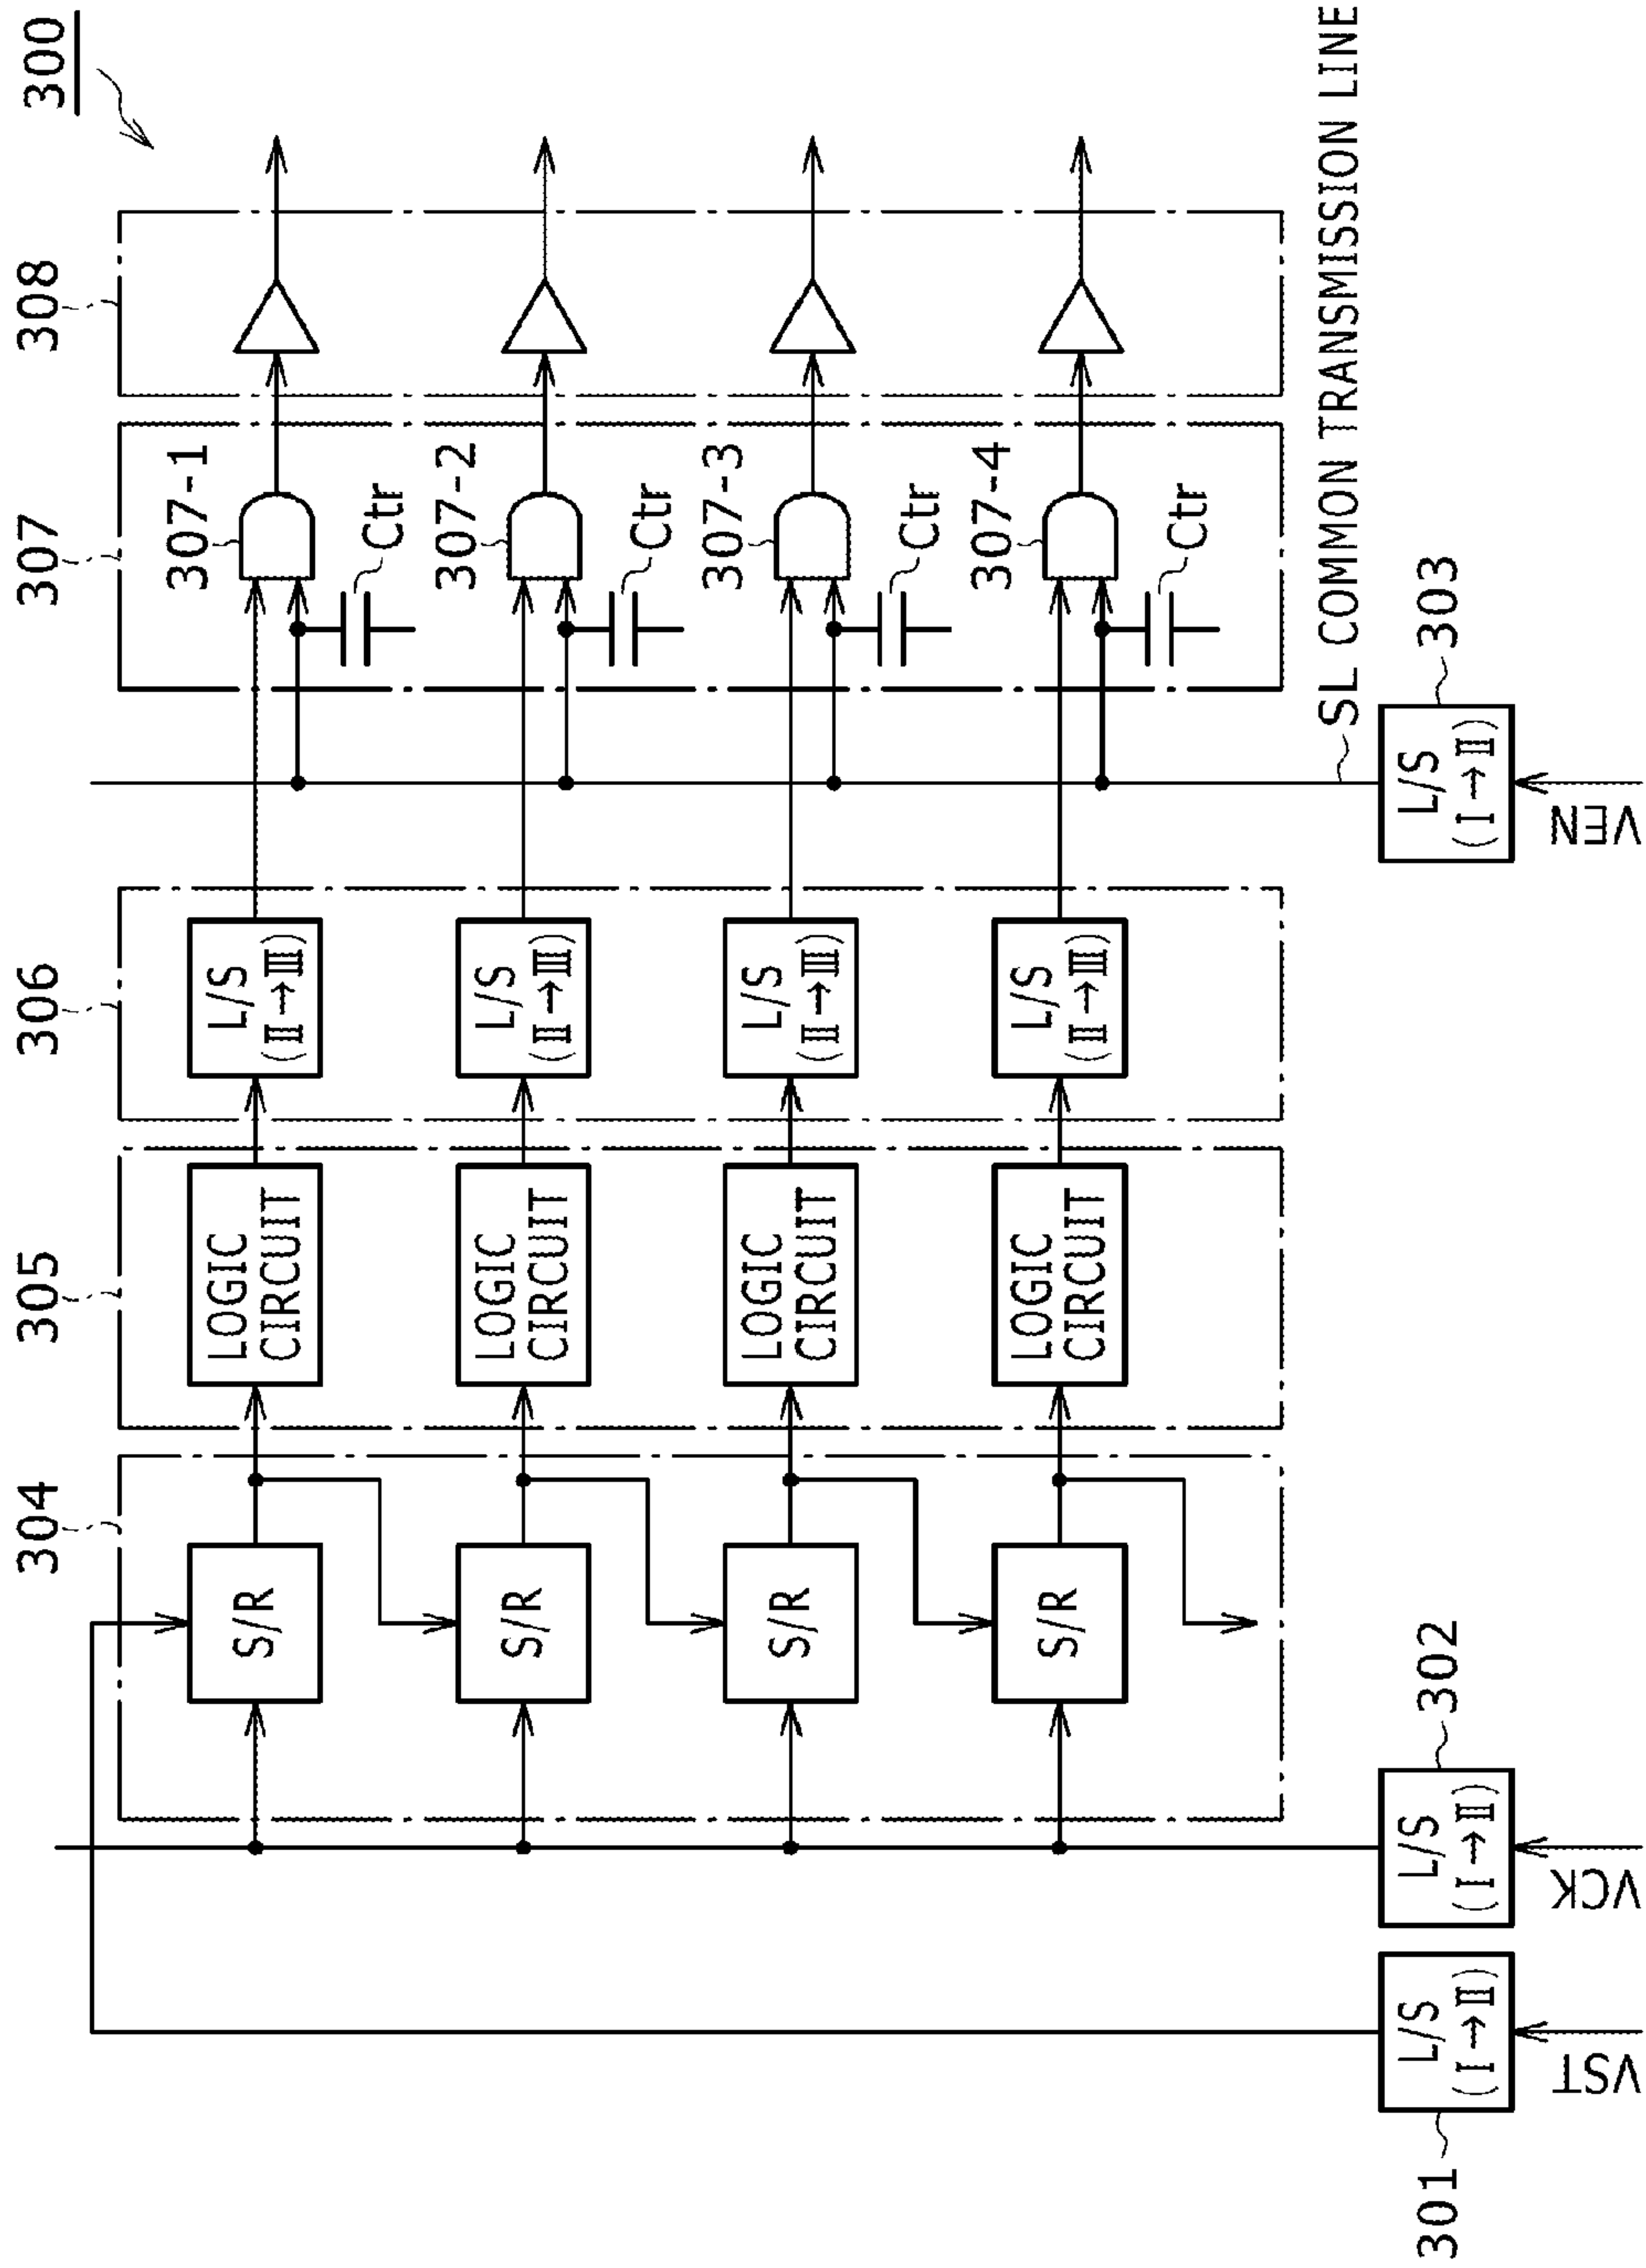 300
304
305
306
307
308
S/R
LOGIC
CIRCUIT
L/S
(Ⅱ→Ⅲ)
307-1
Ctr
S/R
LOGIC
CIRCUIT
L/S
(Ⅱ→Ⅲ)
307-2
Ctr
S/R
LOGIC
CIRCUIT
L/S
(Ⅱ→Ⅲ)
307-3
Ctr
S/R
LOGIC
CIRCUIT
L/S
(Ⅱ→Ⅲ)
307-4
Ctr
SL COMMON TRANSMISSION LINE
301
L/S
(Ⅰ→Ⅱ)
VST
302
L/S
(Ⅰ→Ⅱ)
VCK
303
L/S
(Ⅰ→Ⅱ)
VEN